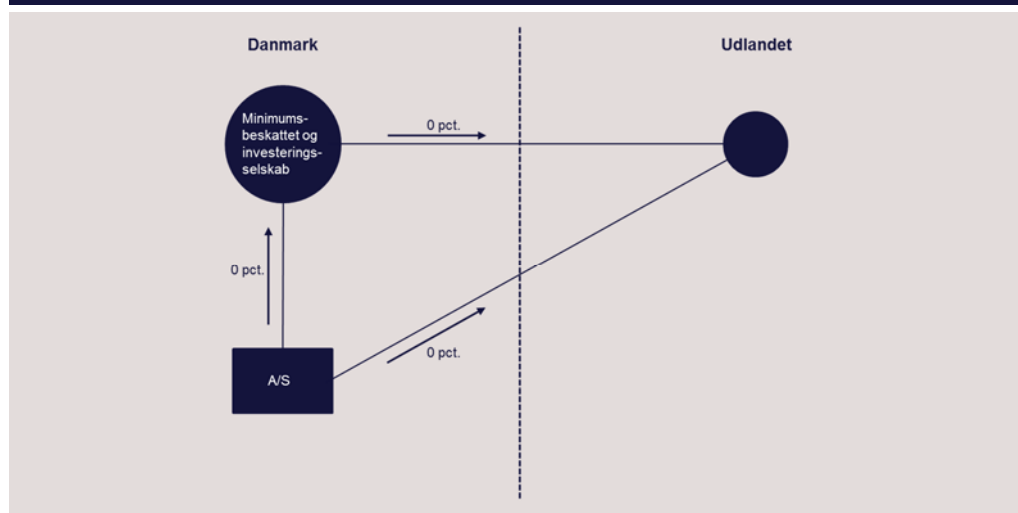 Danmark
Udlandet
Minimums-
beskattet og
investerings-
selskab
0 pct.
0 pct.
0 pct.
A/S